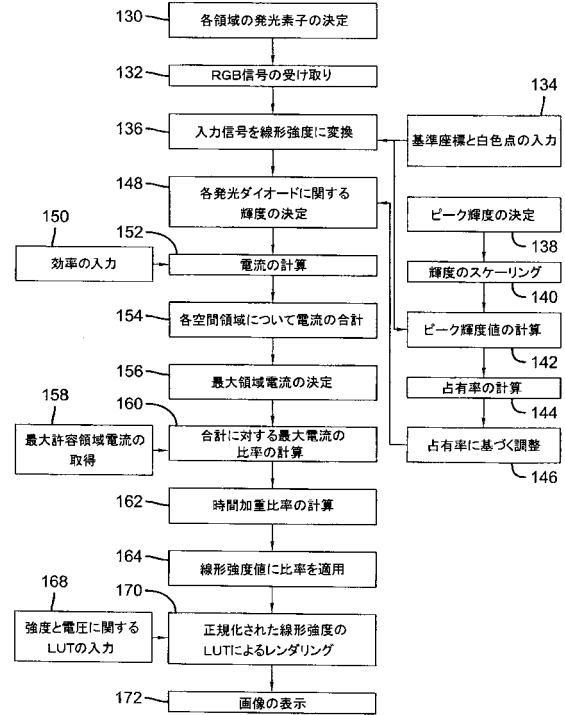 130
各領域の発光素子の決定
132
RGB信号の受け取り
134
基準座標と白色点の入力
136
入力信号を線形強度に変換
148
各発光ダイオードに関する
輝度の決定
ピーク輝度の決定
138
150
効率の入力
152
電流の計算
輝度のスケーリング
140
154
各空間領域について電流の合計
ピーク輝度値の計算
142
156
最大領域電流の決定
占有率の計算
144
158
最大許容領域電流の
取得
160
合計に対する最大電流の
比率の計算
占有率に基づく調整
146
162
時間加重比率の計算
164
線形強度値に比率を適用
168
強度と電圧に関する
LUTの入力
170
正規化された線形強度の
LUTによるレンダリング
172
画像の表示